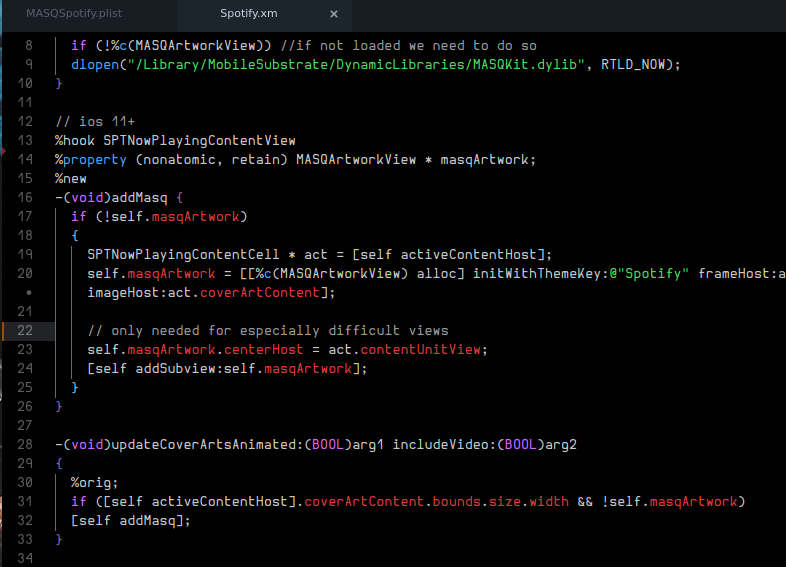 MASQSpotify.plist
Spotify.xm ×
8 if (!%c(MASQArtworkView)) //if not loaded we need to do so
9 dlopen("/Library/MobileSubstrate/DynamicLibraries/MASQKit.dylib", RTLD_NOW);
10 }
11
12 // ios 11+
13 %hook SPTNowPlayingContentView
14 %property (nonatomic, retain) MASQArtworkView * masqArtwork;
15 %new
16 -(void)addMasq {
17 if (!self.masqArtwork)
18 {
19 SPTNowPlayingContentCell * act = [self activeContentHost];
20 self.masqArtwork = [[%c(MASQArtworkView) alloc] initWithThemeKey:@"Spotify" frameHost:a
• imageHost:act.coverArtContent];
21
22 // only needed for especially difficult views
23 self.masqArtwork.centerHost = act.contentUnitView;
24 [self addSubview:self.masqArtwork];
25 }
26 }
27
28 -(void)updateCoverArtsAnimated:(BOOL)arg1 includeVideo:(BOOL)arg2
29 {
30 %orig;
31 if ([self activeContentHost].coverArtContent.bounds.size.width && !self.masqArtwork)
32 [self addMasq];
33 }
34